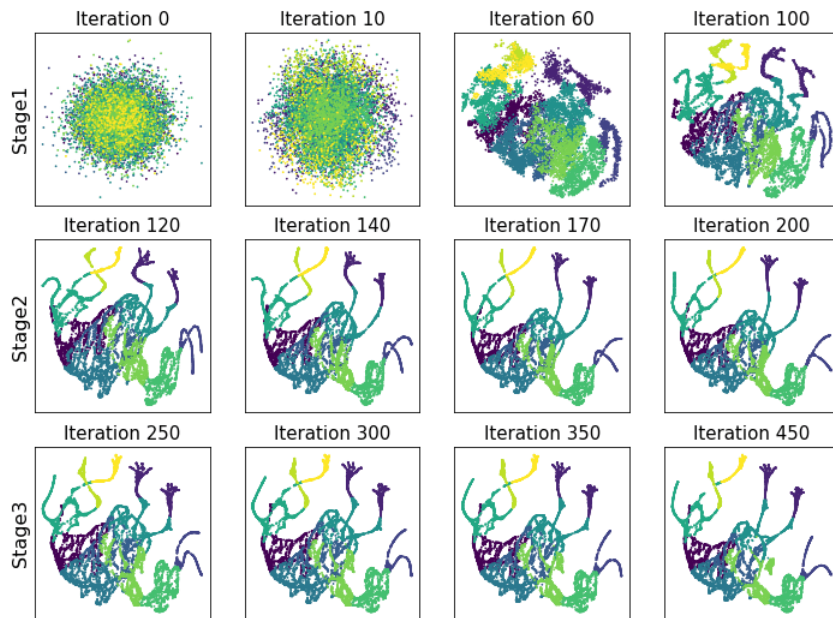 Iteration 0 Iteration 10 Iteration 60 Iteration 100
Stage1
Iteration 120 Iteration 140 Iteration 170 Iteration 200
Stage2
Iteration 250 Iteration 300 Iteration 350 Iteration 450
Stage3